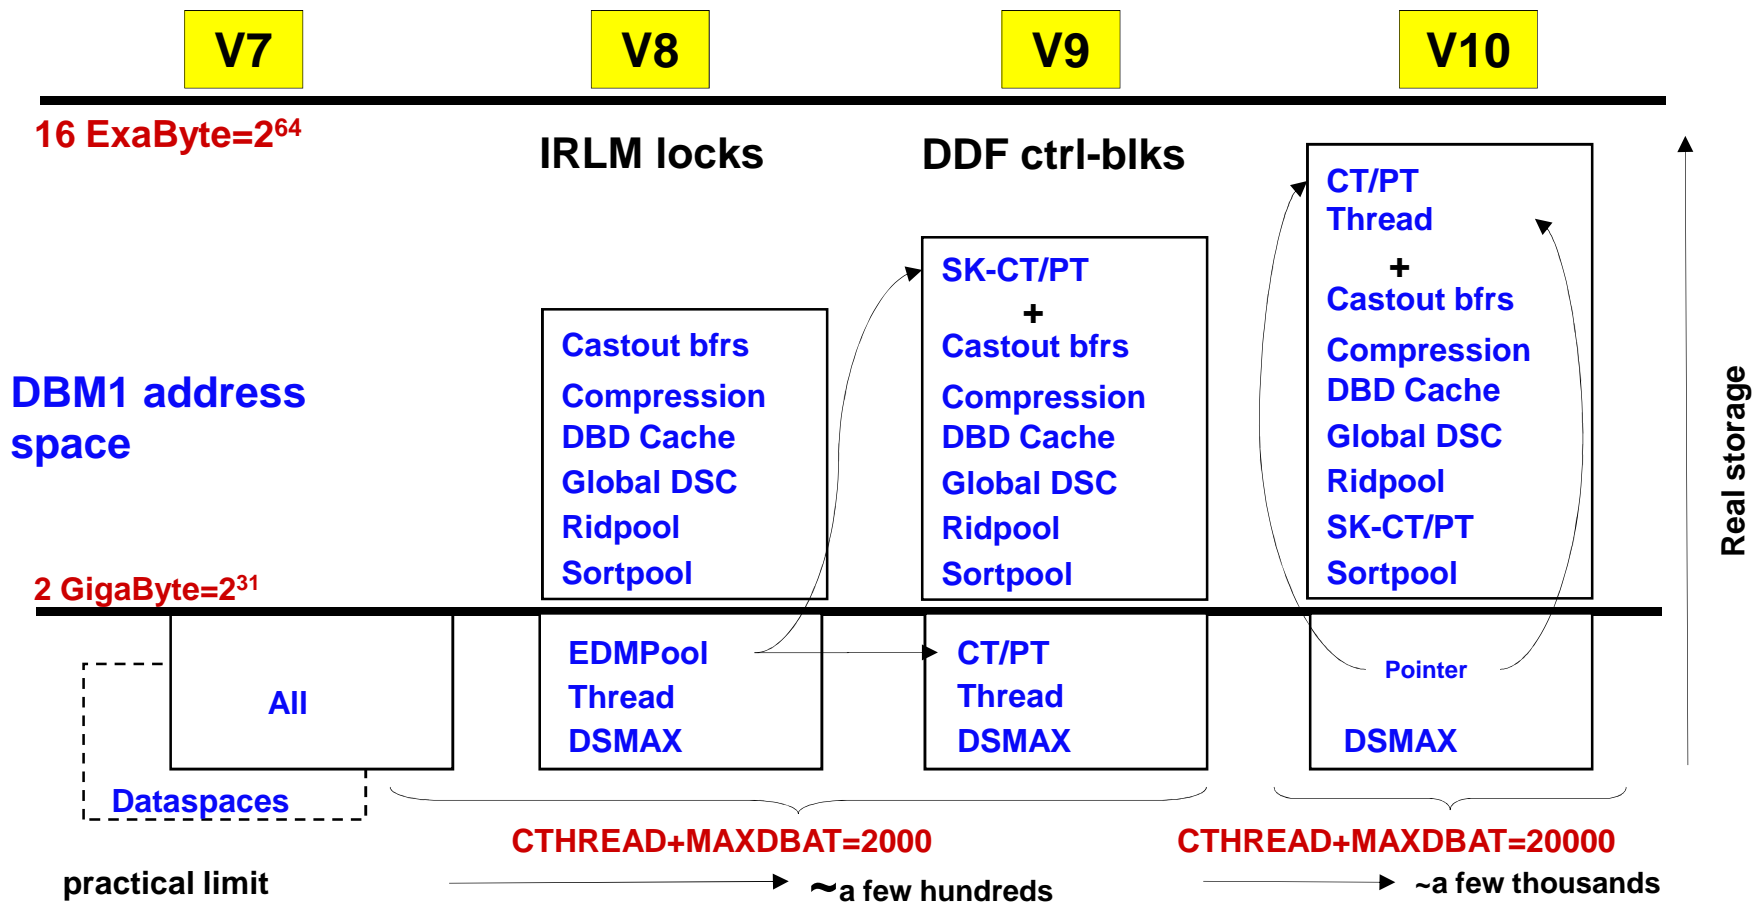 V7
V8
V9
V10
16 ExaByte=2⁶⁴
IRLM locks
DDF ctrl-blks
DBM1 address
space
2 GigaByte=2³¹
All
Dataspaces
Castout bfrs
Compression
DBD Cache
Global DSC
Ridpool
Sortpool
EDMPool
Thread
DSMAX
SK-CT/PT
+
Castout bfrs
Compression
DBD Cache
Global DSC
Ridpool
Sortpool
CT/PT
Thread
DSMAX
CT/PT
Thread
+
Castout bfrs
Compression
DBD Cache
Global DSC
Ridpool
SK-CT/PT
Sortpool
Pointer
DSMAX
Real storage
CTHREAD+MAXDBAT=2000
CTHREAD+MAXDBAT=20000
practical limit
~a few hundreds
~a few thousands